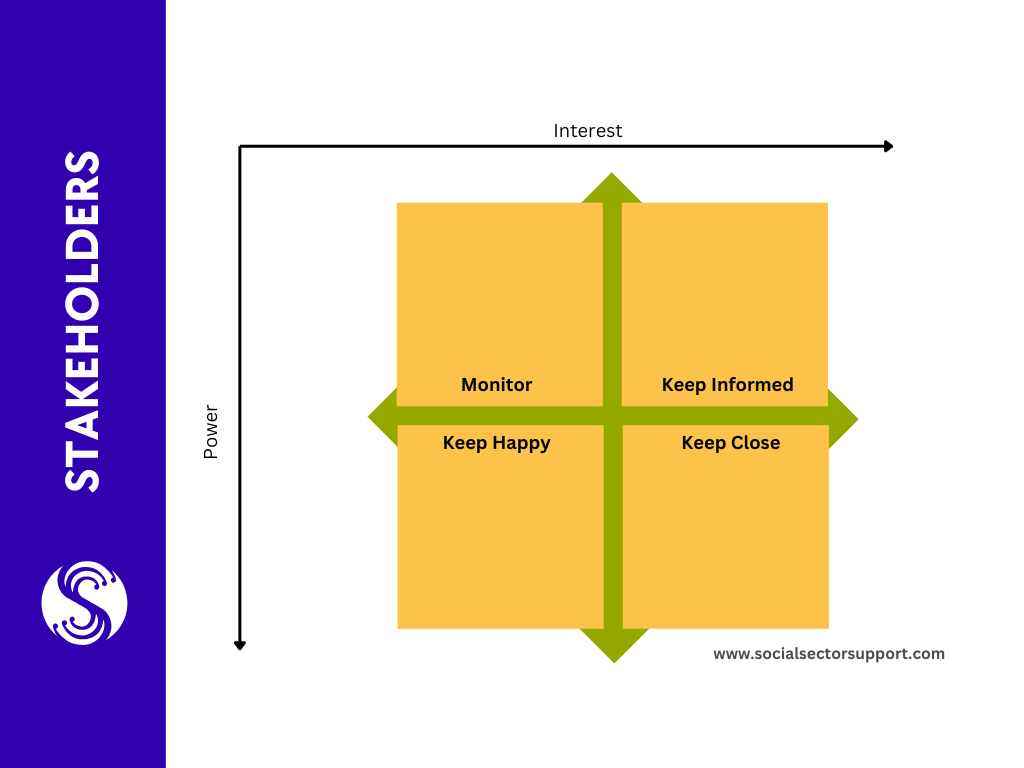 STAKEHOLDERS
Interest
Power
Monitor
Keep Informed
Keep Happy
Keep Close
www.socialsectorsupport.com